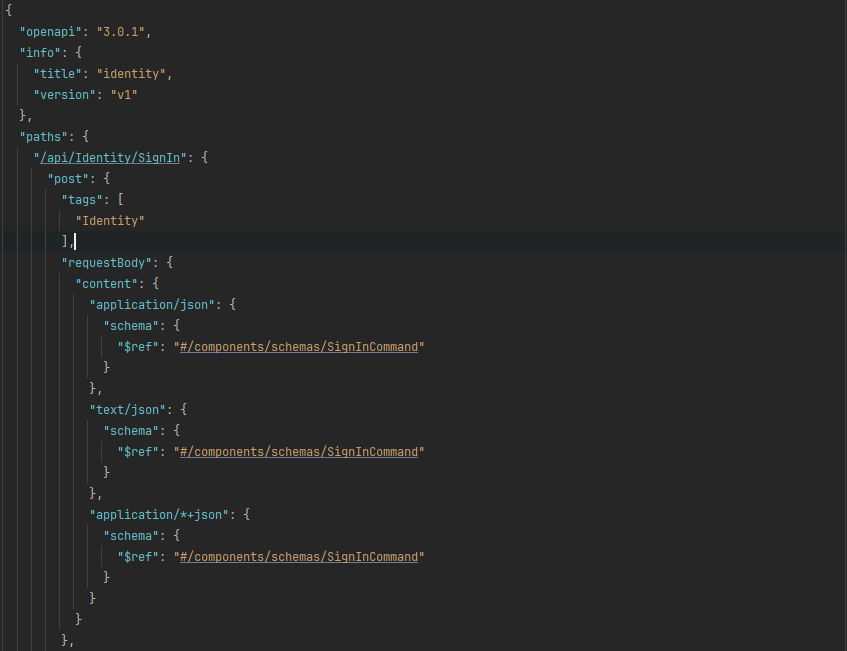 {
  "openapi": "3.0.1",
  "info": {
    "title": "identity",
    "version": "v1"
  },
  "paths": {
    "/api/Identity/SignIn": {
      "post": {
        "tags": [
          "Identity"
        ],
        "requestBody": {
          "content": {
            "application/json": {
              "schema": {
                "$ref": "#/components/schemas/SignInCommand"
              }
            },
            "text/json": {
              "schema": {
                "$ref": "#/components/schemas/SignInCommand"
              }
            },
            "application/*+json": {
              "schema": {
                "$ref": "#/components/schemas/SignInCommand"
              }
            }
          }
        },